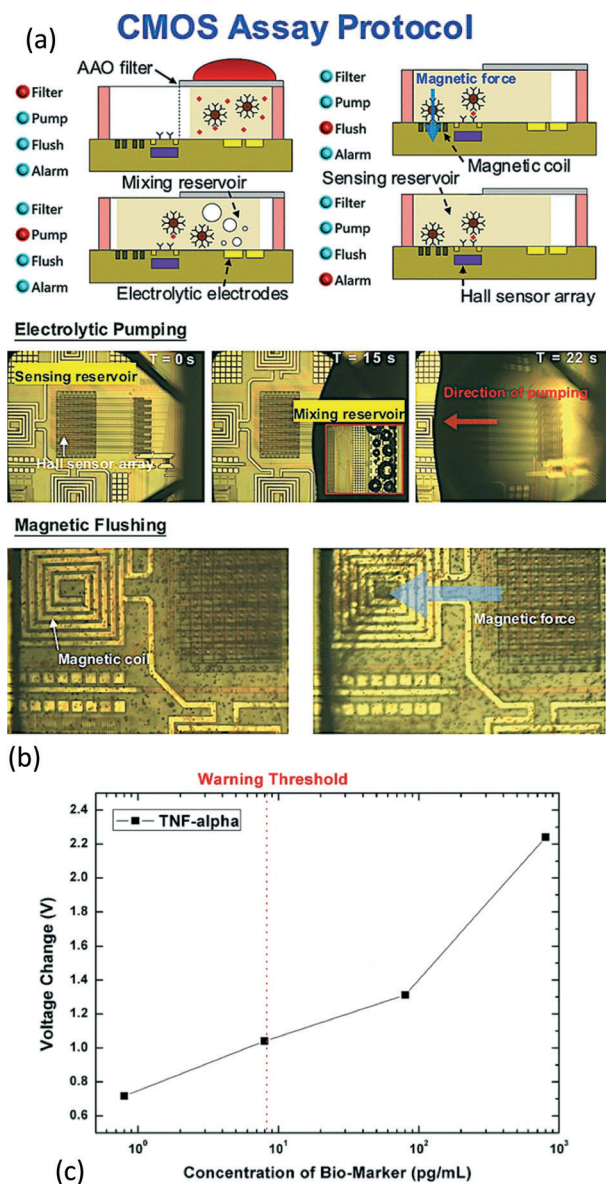 (a)
CMOS Assay Protocol
AAO filter
Filter
Pump
Flush
Alarm
Mixing reservoir
Filter
Pump
Flush
Alarm
Electrolytic electrodes
Filter
Pump
Flush
Alarm
Magnetic force
Magnetic coil
Sensing reservoir
Filter
Pump
Flush
Alarm
Hall sensor array
Electrolytic Pumping
Sensing reservoir
T = 0 s
Hall sensor array
T = 15 s
Mixing reservoir
T = 22 s
Direction of pumping
Magnetic Flushing
Magnetic coil
Magnetic force
(b)
Warning Threshold
TNF-alpha
Voltage Change (V)
2.4
2.2
2.0
1.8
1.6
1.4
1.2
1.0
0.8
0.6
10⁰ 10¹ 10² 10³
Concentration of Bio-Marker (pg/mL)
(c)